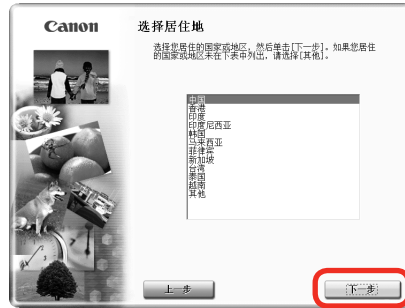 Canon
选择居住地
选择您居住的国家或地区，然后单击[下一步]。如果您居住
的国家或地区未在下表中列出，请选择[其他]。
中国
香港
印度
印度尼西亚
韩国
马来西亚
菲律宾
新加坡
台湾
泰国
越南
其他
上一步
下一步